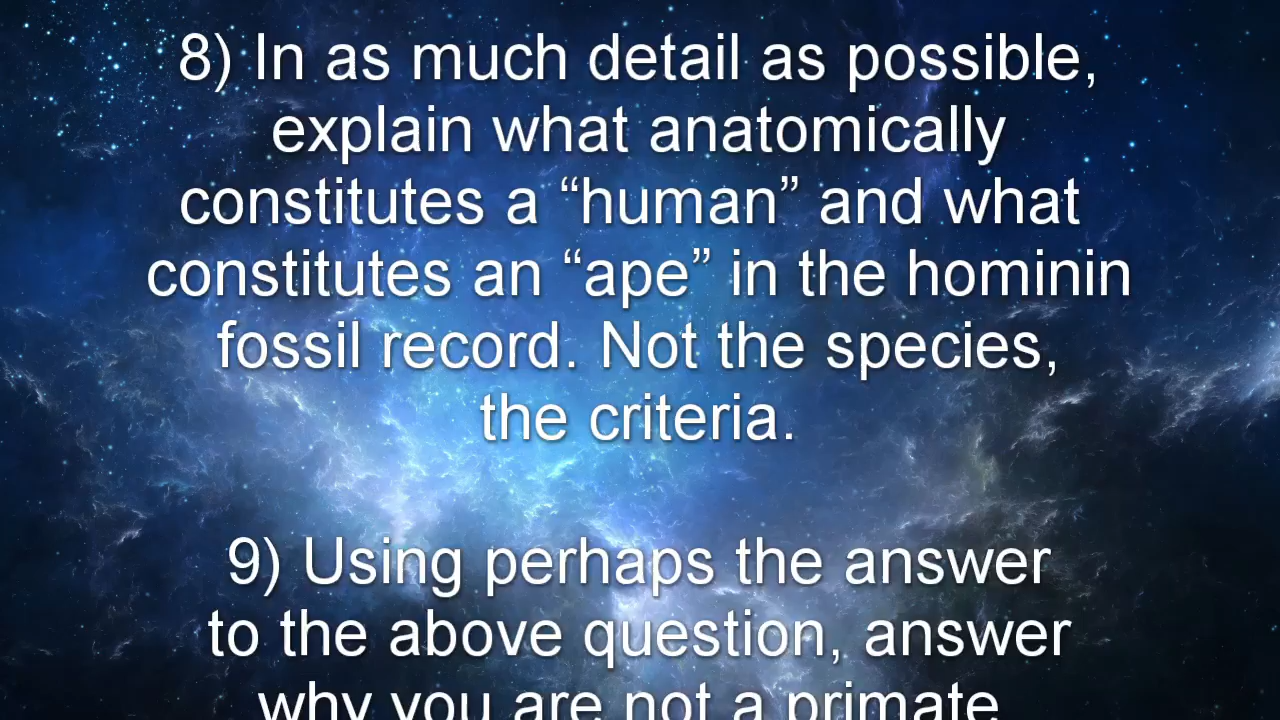 8) In as much detail as possible,
explain what anatomically
constitutes a “human” and what
constitutes an “ape” in the hominin
fossil record. Not the species,
the criteria.
9) Using perhaps the answer
to the above question, answer
why you are not a primate